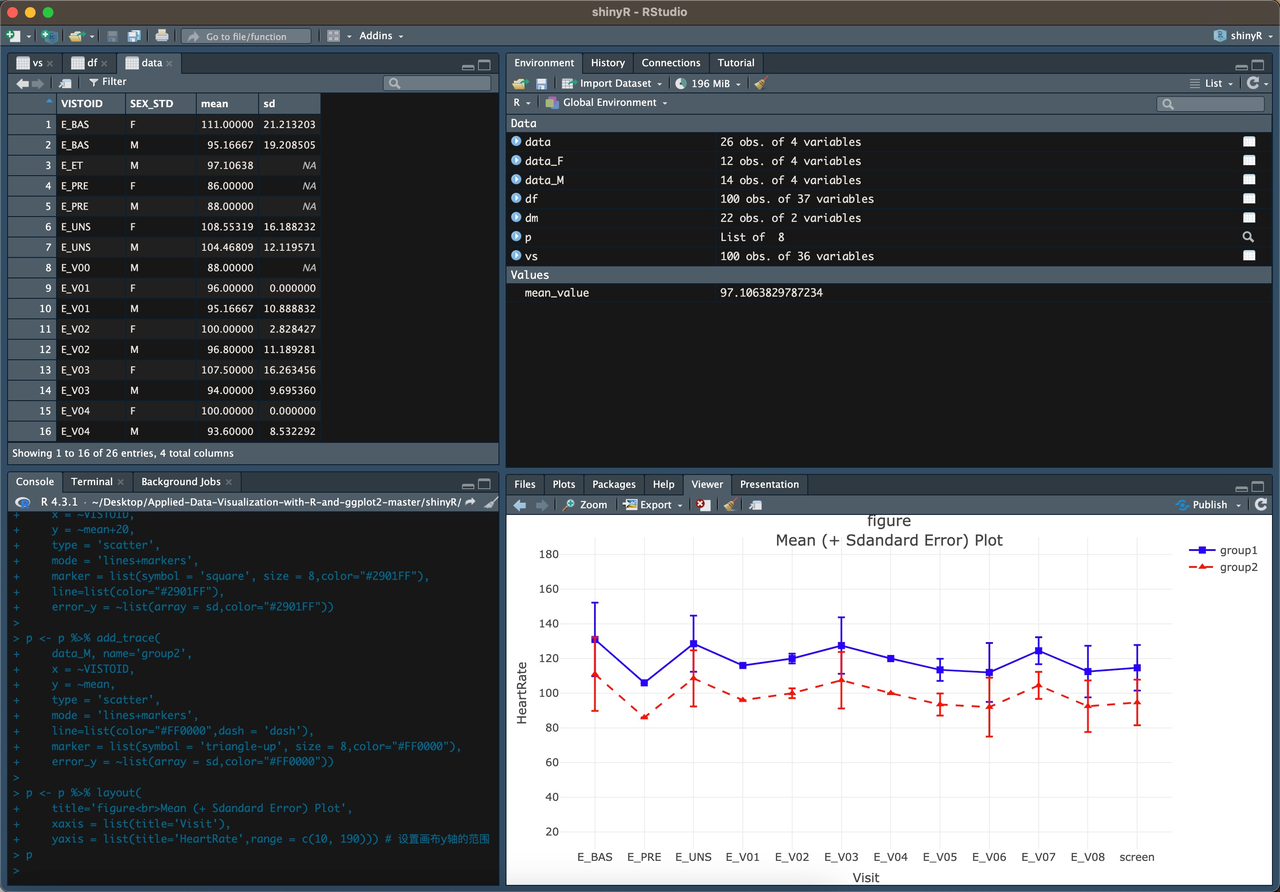 shinyR - RStudio
Go to file/function
Addins
shinyR
vs
df
data
Filter
VISTOID SEX_STD mean sd
1 E_BAS F 111.00000 21.213203
2 E_BAS M 95.16667 19.208505
3 E_ET M 97.10638 NA
4 E_PRE F 86.00000 NA
5 E_PRE M 88.00000 NA
6 E_UNS F 108.55319 16.188232
7 E_UNS M 104.46809 12.119571
8 E_V00 M 88.00000 NA
9 E_V01 F 96.00000 0.000000
10 E_V01 M 95.16667 10.888832
11 E_V02 F 100.00000 2.828427
12 E_V02 M 96.80000 11.189281
13 E_V03 F 107.50000 16.263456
14 E_V03 M 94.00000 9.695360
15 E_V04 F 100.00000 0.000000
16 E_V04 M 93.60000 8.532292
Showing 1 to 16 of 26 entries, 4 total columns
Environment History Connections Tutorial
Import Dataset 196 MiB List
R Global Environment
Data
data 26 obs. of 4 variables
data_F 12 obs. of 4 variables
data_M 14 obs. of 4 variables
df 100 obs. of 37 variables
dm 22 obs. of 2 variables
p List of 8
vs 100 obs. of 36 variables
Values
mean_value 97.1063829787234
Console Terminal Background Jobs
R 4.3.1 · ~/Desktop/Applied-Data-Visualization-with-R-and-ggplot2-master/shinyR/
+ x = ~VISTOID,
+ y = ~mean+20,
+ type = 'scatter',
+ mode = 'lines+markers',
+ marker = list(symbol = 'square', size = 8,color="#2901FF"),
+ line=list(color="#2901FF"),
+ error_y = ~list(array = sd,color="#2901FF"))
>
> p <- p %>% add_trace(
+ data_M, name='group2',
+ x = ~VISTOID,
+ y = ~mean,
+ type = 'scatter',
+ mode = 'lines+markers',
+ line=list(color="#FF0000",dash = 'dash'),
+ marker = list(symbol = 'triangle-up', size = 8,color="#FF0000"),
+ error_y = ~list(array = sd,color="#FF0000"))
>
> p <- p %>% layout(
+ title='figure<br>Mean (+ Sdandard Error) Plot',
+ xaxis = list(title='Visit'),
+ yaxis = list(title='HeartRate',range = c(10, 190))) # 设置画布y轴的范围
> p
>
Files Plots Packages Help Viewer Presentation
Zoom Export Publish
figure
Mean (+ Sdandard Error) Plot
group1
group2
HeartRate
180
160
140
120
100
80
60
40
20
E_BAS E_PRE E_UNS E_V01 E_V02 E_V03 E_V04 E_V05 E_V06 E_V07 E_V08 screen
Visit